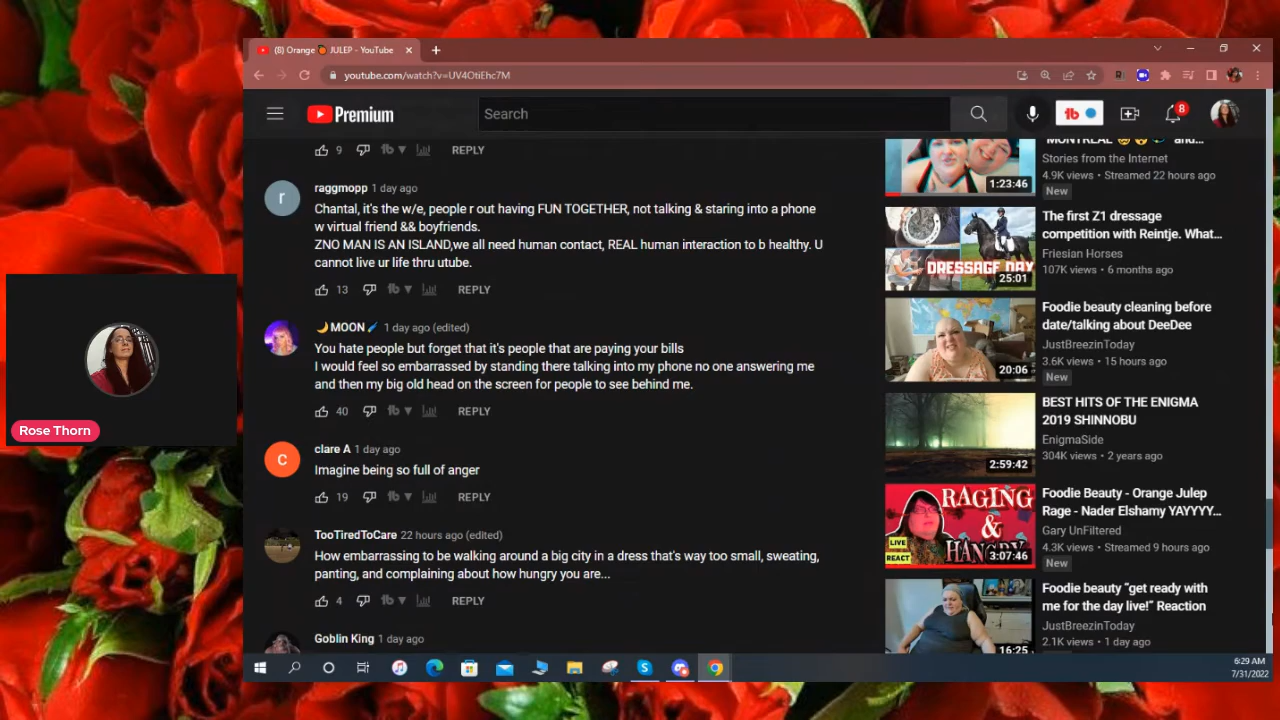 (8) Orange JULEP - YouTube
youtube.com/watch?v=UV4OtiEhc7M
Premium
Search
tb
8
9
REPLY
r
raggmopp 1 day ago
Chantal, it's the w/e, people r out having FUN TOGETHER, not talking & staring into a phone
w virtual friend && boyfriends.
ZNO MAN IS AN ISLAND,we all need human contact, REAL human interaction to b healthy. U
cannot live ur life thru utube.
13
REPLY
🌙MOON🌠 1 day ago (edited)
You hate people but forget that it's people that are paying your bills
I would feel so embarrassed by standing there talking into my phone no one answering me
and then my big old head on the screen for people to see behind me.
40
REPLY
C
clare A 1 day ago
Imagine being so full of anger
19
REPLY
TooTiredToCare 22 hours ago (edited)
How embarrassing to be walking around a big city in a dress that's way too small, sweating,
panting, and complaining about how hungry you are...
4
REPLY
Goblin King 1 day ago
MONTREAL and...
Stories from the Internet
4.9K views • Streamed 22 hours ago
New
1:23:46
The first Z1 dressage
competition with Reintje. What...
Friesian Horses
107K views • 6 months ago
DRESSAGE DAY
25:01
Foodie beauty cleaning before
date/talking about DeeDee
JustBreezinToday
3.6K views • 15 hours ago
New
20:06
BEST HITS OF THE ENIGMA
2019 SHINNOBU
EnigmaSide
304K views • 2 years ago
2:59:42
Foodie Beauty - Orange Julep
Rage - Nader Elshamy YAYYYY...
Gary UnFiltered
4.3K views • Streamed 9 hours ago
New
RAGING
&
HANGRY
LIVE
REACT
3:07:46
Foodie beauty “get ready with
me for the day live!” Reaction
JustBreezinToday
2.1K views • 1 day ago
16:25
Rose Thorn
6:29 AM
7/31/2022